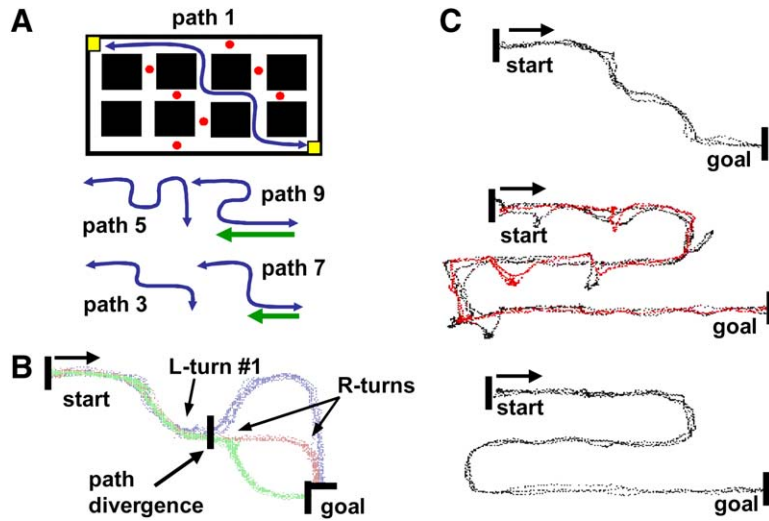 A
path 1
path 5
path 9
path 3
path 7
B
L-turn #1
start
R-turns
path
divergence
goal
C
start
goal
start
goal
start
goal